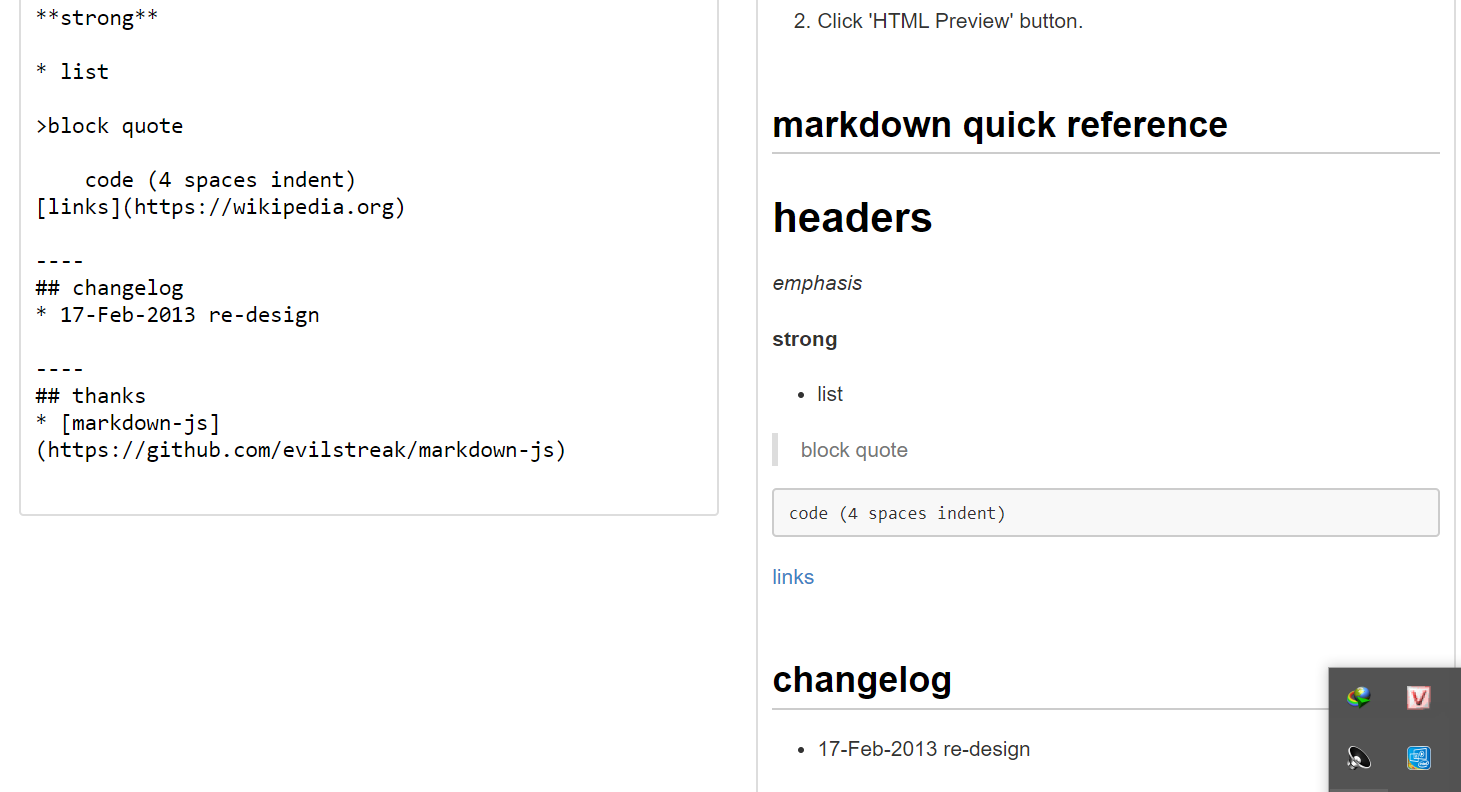 **strong**
* list
>block quote
    code (4 spaces indent)
[links](https://wikipedia.org)
----
## changelog
* 17-Feb-2013 re-design
----
## thanks
* [markdown-js]
(https://github.com/evilstreak/markdown-js)
2. Click 'HTML Preview' button.
markdown quick reference
headers
emphasis
strong
• list
block quote
code (4 spaces indent)
links
changelog
• 17-Feb-2013 re-design
V